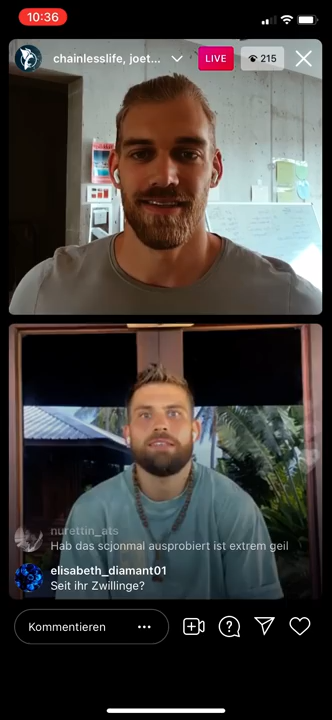 10:36
chainlesslife, joet...
LIVE
215
nurettin_ats
Hab das scjonmal ausprobiert ist extrem geil
elisabeth_diamant01
Seit ihr Zwillinge?
Kommentieren